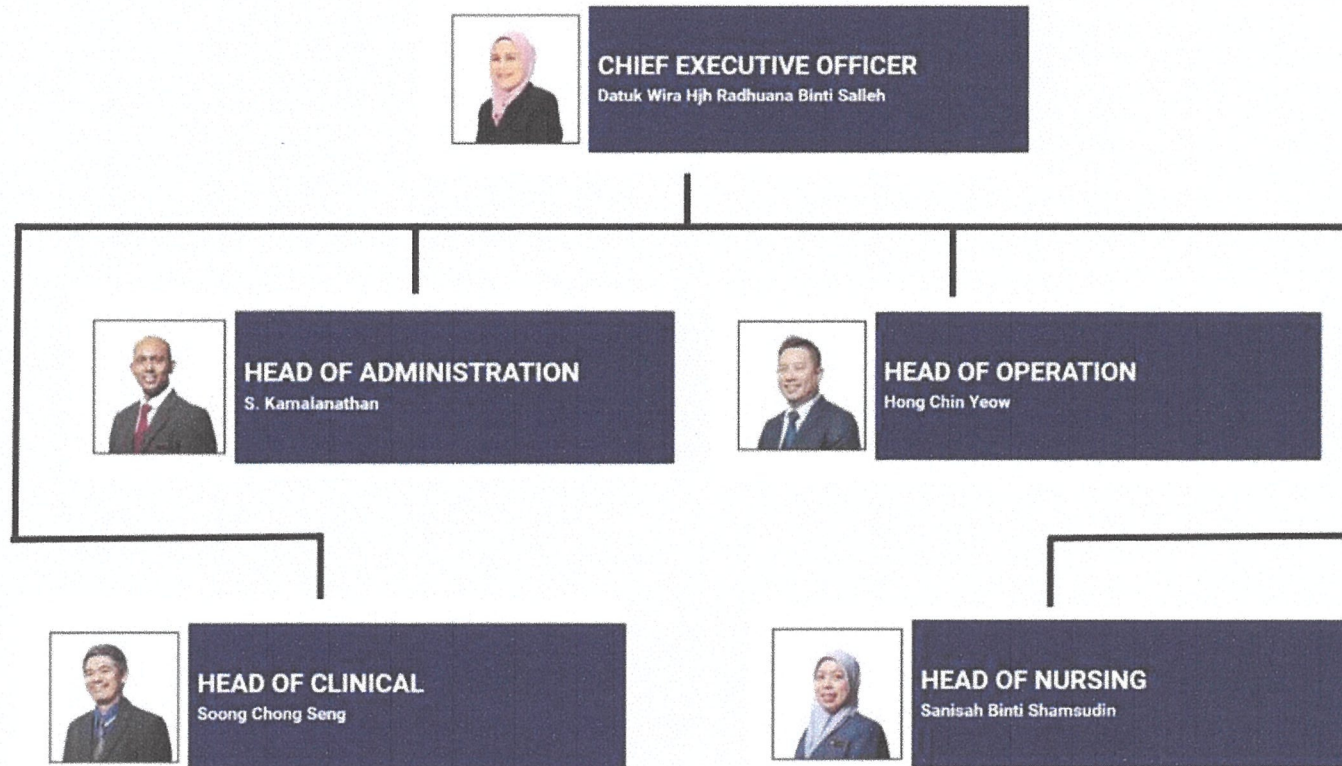 CHIEF EXECUTIVE OFFICER
Datuk Wira Hjh Radhuana Binti Salleh
HEAD OF ADMINISTRATION
S. Kamalanathan
HEAD OF OPERATION
Hong Chin Yeow
HEAD OF CLINICAL
Soong Chong Seng
HEAD OF NURSING
Sanisah Binti Shamsudin